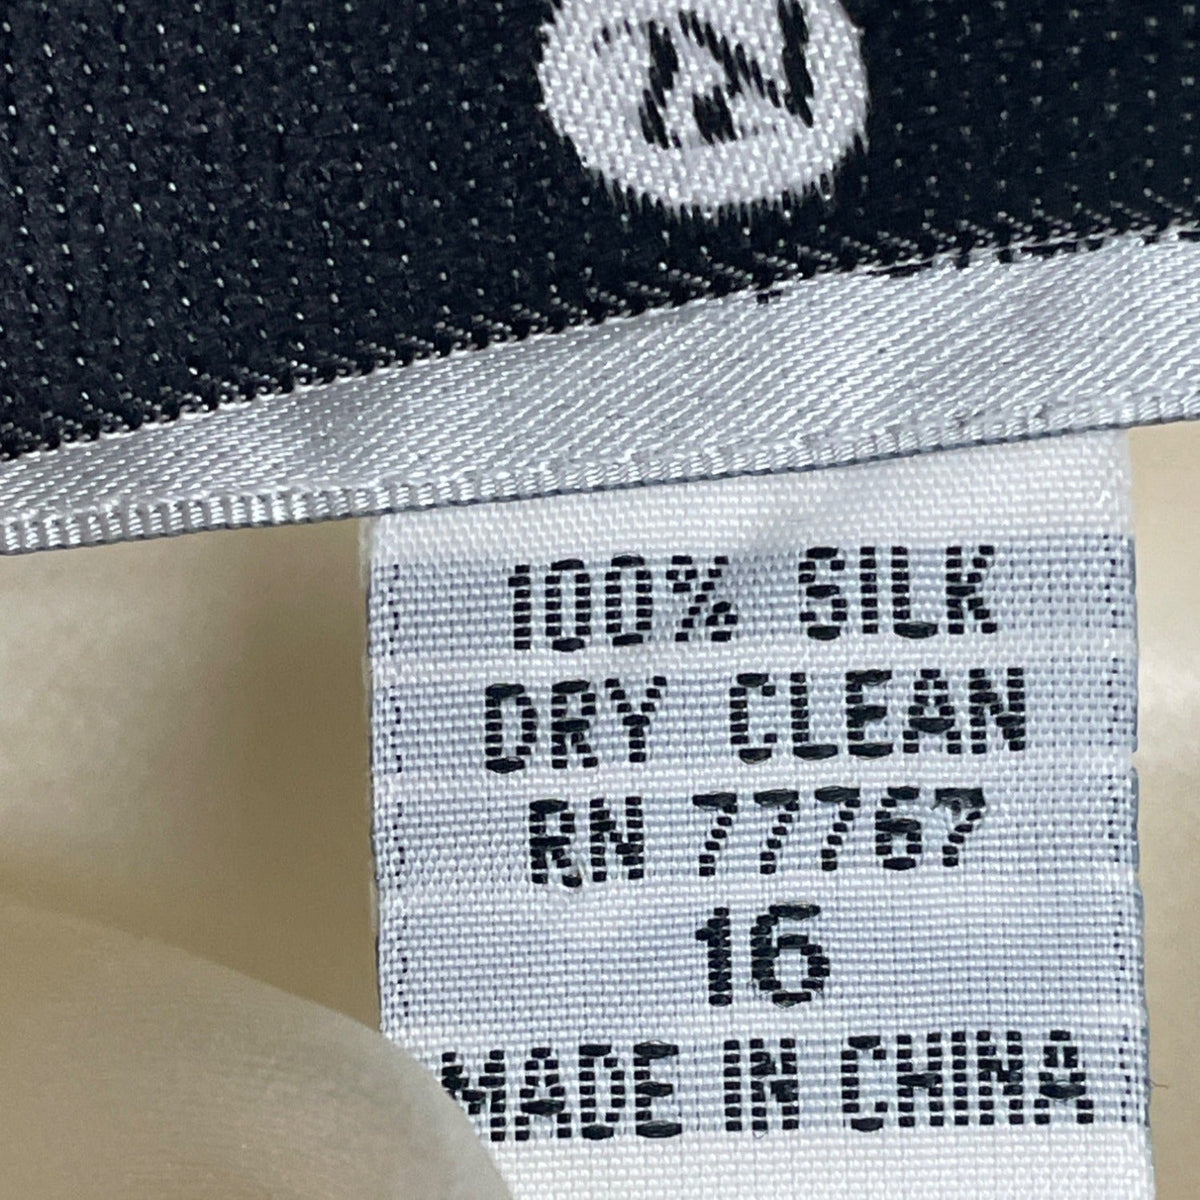 100% SILK
DRY CLEAN
RN 77767
16
MADE IN CHINA